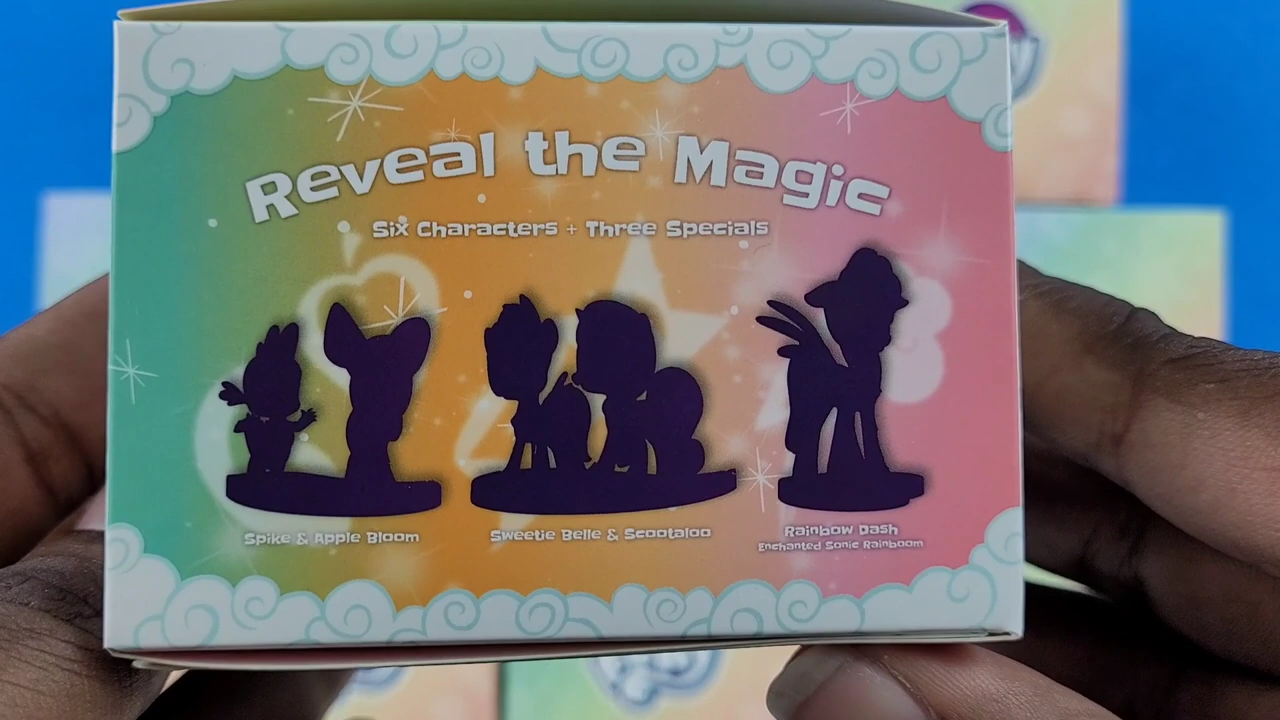 Reveal the Magic
Six Characters + Three Specials
Spike & Apple Bloom
Sweetie Belle & Scootaloo
Rainbow Dash
Enchanted Sonic Rainboom